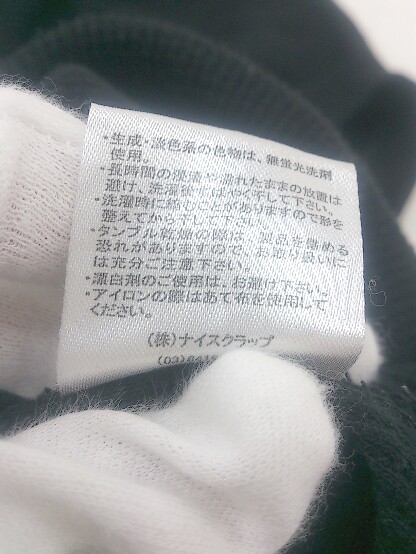 ・生成・淡色系の色物は、無蛍光洗剤
使用。
・長時間の浸漬や濡れたままの放置は
避け、洗濯後すばやく干して下さい。
・洗濯時に縮むことがありますので形を
整えてから干して下さい。
・タンブル乾燥の際は、製品を傷める
恐れがありますので、お取り扱いに
は充分ご注意下さい。
・漂白剤のご使用は、お避け下さい。
・アイロンの際はあて布を使用して
ください。
(株)ナイスクラップ
(03)